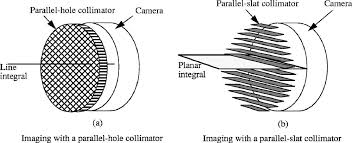 Parallel-hole collimator
Camera
Line
integral
(a)
Imaging with a parallel-hole collimator
Parallel-slat collimator
Camera
Planar
integral
(b)
Imaging with a parallel-slat collimator